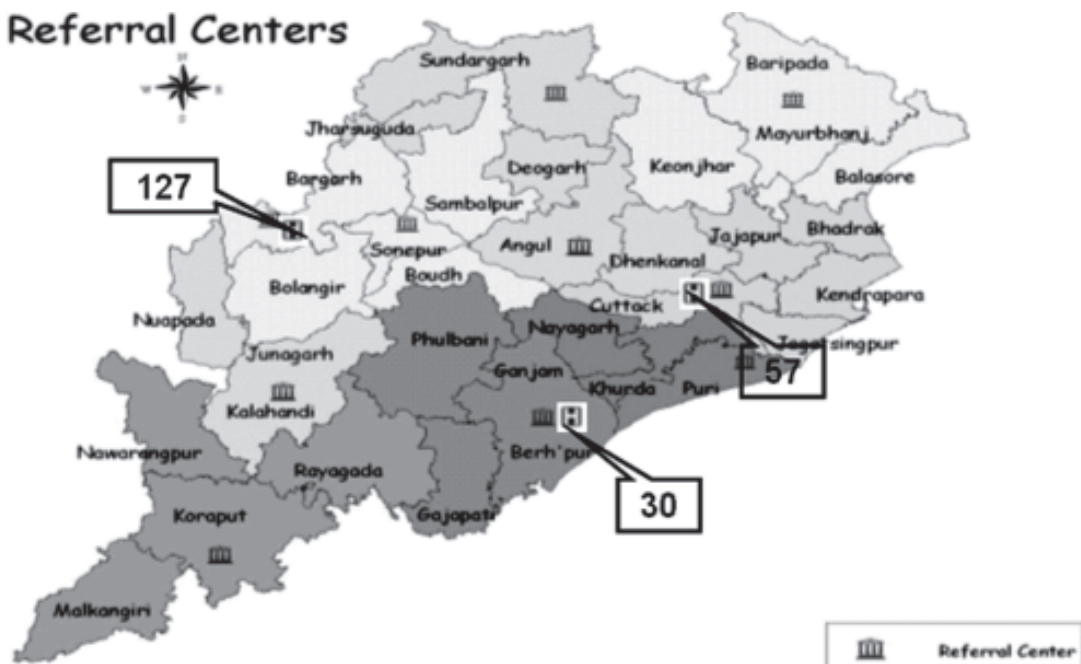 Referral Centers
Sundargarh
Baripada
Jharsuguda
Mayurbhanj
Deogarh
Keonjhar
127
Bargarh
Balasore
Sambalpur
Bhadrak
Jajapur
Angul
Sonepur
Dhenkanal
Boudh
Bolangir
Kendrapara
Cuttack
Nuapada
Nayagarh
Phulbani
Jagatsingpur
Junagarh
57
Ganjam
Khurda
Puri
Kalahandi
Nawarangpur
Berh'pur
Rayagada
30
Koraput
Gajapati
Malkangiri
Referral Center